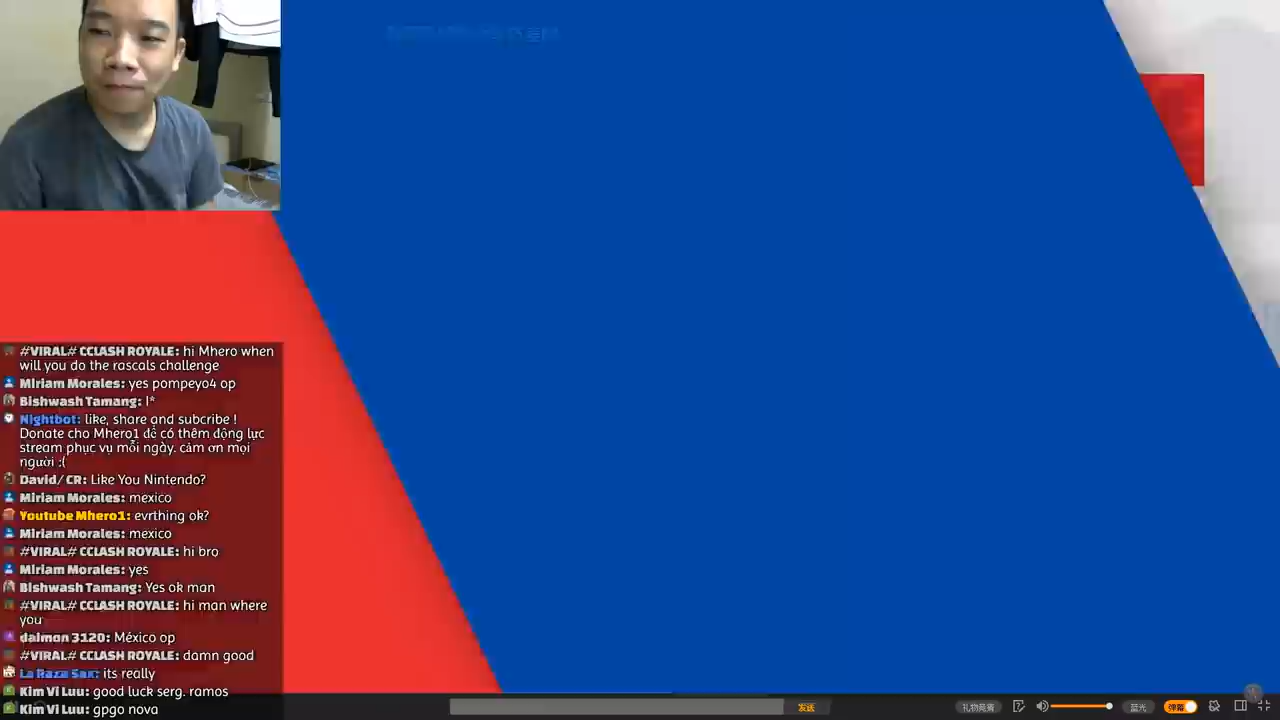 #VIRAL# CCLASH ROYALE: hi Mhero when
will you do the rascals challenge
Miriam Morales: yes pompeyo4 op
Bishwash Tamang: !*
Nightbot: like, share and subcribe !
Donate cho Mhero1 để có thêm động lực
stream phục vụ mỗi ngày. cảm ơn mọi
người :(
David/ CR: Like You Nintendo?
Miriam Morales: mexico
Youtube Mhero1: evrthing ok?
Miriam Morales: mexico
#VIRAL# CCLASH ROYALE: hi bro
Miriam Morales: yes
Bishwash Tamang: Yes ok man
#VIRAL# CCLASH ROYALE: hi man where
you
daimon 3120: México op
#VIRAL# CCLASH ROYALE: damn good
La Raza Sax: its really
Kim Vi Luu: good luck serg. ramos
Kim Vi Luu: gpgo nova
发送
礼物竞猜
蓝光
弹幕